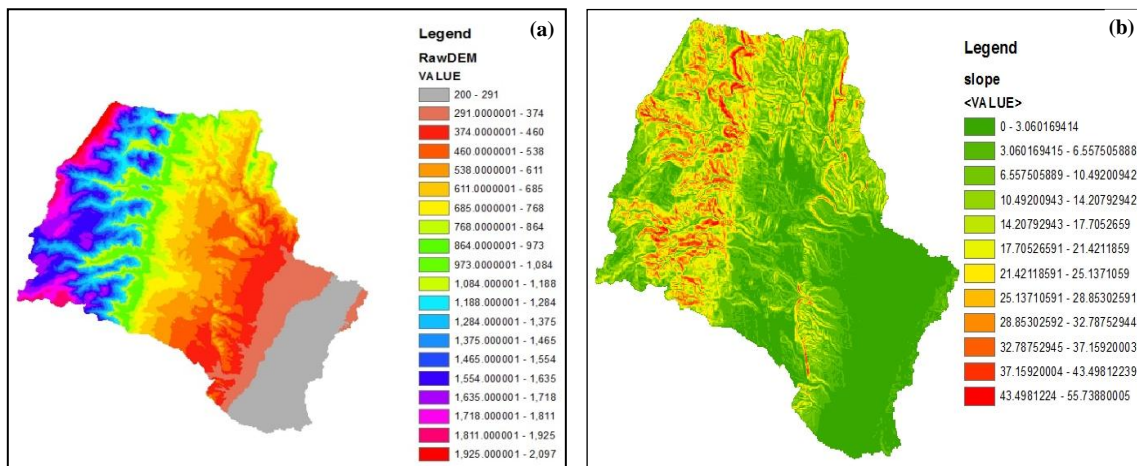 (a)
Legend
RawDEM
VALUE
200 - 291
291.0000001 - 374
374.0000001 - 460
460.0000001 - 538
538.0000001 - 611
611.0000001 - 685
685.0000001 - 768
768.0000001 - 864
864.0000001 - 973
973.0000001 - 1,084
1,084.000001 - 1,188
1,188.000001 - 1,284
1,284.000001 - 1,375
1,375.000001 - 1,465
1,465.000001 - 1,554
1,554.000001 - 1,635
1,635.000001 - 1,718
1,718.000001 - 1,811
1,811.000001 - 1,925
1,925.000001 - 2,097
(b)
Legend
slope
<VALUE>
0 - 3.060169414
3.060169415 - 6.557505888
6.557505889 - 10.49200942
10.49200943 - 14.20792942
14.20792943 - 17.7052659
17.70526591 - 21.4211859
21.42118591 - 25.1371059
25.13710591 - 28.85302591
28.85302592 - 32.78752944
32.78752945 - 37.15920003
37.15920004 - 43.49812239
43.4981224 - 55.73880005